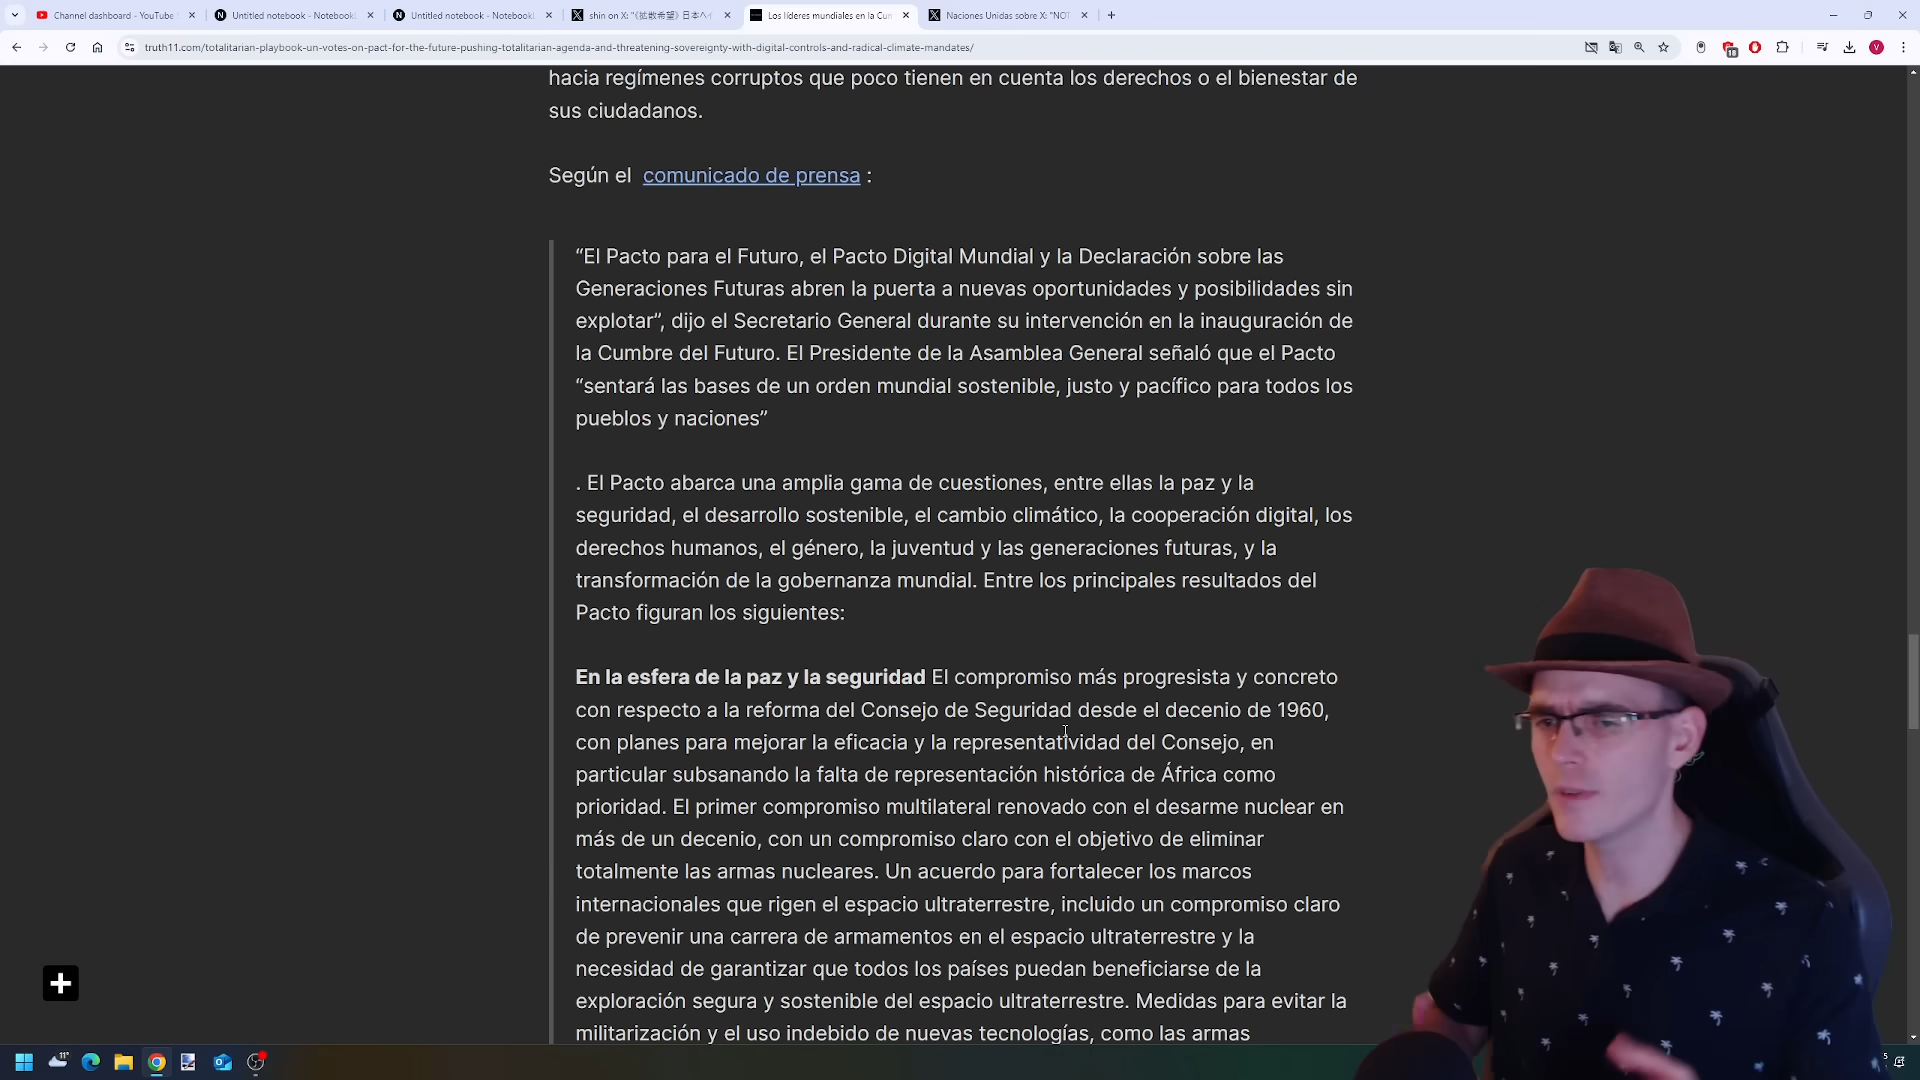 Channel dashboard - YouTube
Untitled notebook - Notebook
Untitled notebook - NotebookL
shin on X: "《拡散希望》日本ヘイ
Los líderes mundiales en la Cum
Naciones Unidas sobre X: "NOT
truth11.com/totalitarian-playbook-un-votes-on-pact-for-the-future-pushing-totalitarian-agenda-and-threatening-sovereignty-with-digital-controls-and-radical-climate-mandates/
hacia regímenes corruptos que poco tienen en cuenta los derechos o el bienestar de
sus ciudadanos.
Según el comunicado de prensa :
“El Pacto para el Futuro, el Pacto Digital Mundial y la Declaración sobre las
Generaciones Futuras abren la puerta a nuevas oportunidades y posibilidades sin
explotar”, dijo el Secretario General durante su intervención en la inauguración de
la Cumbre del Futuro. El Presidente de la Asamblea General señaló que el Pacto
“sentará las bases de un orden mundial sostenible, justo y pacífico para todos los
pueblos y naciones”
. El Pacto abarca una amplia gama de cuestiones, entre ellas la paz y la
seguridad, el desarrollo sostenible, el cambio climático, la cooperación digital, los
derechos humanos, el género, la juventud y las generaciones futuras, y la
transformación de la gobernanza mundial. Entre los principales resultados del
Pacto figuran los siguientes:
En la esfera de la paz y la seguridad El compromiso más progresista y concreto
con respecto a la reforma del Consejo de Seguridad desde el decenio de 1960,
con planes para mejorar la eficacia y la representatividad del Consejo, en
particular subsanando la falta de representación histórica de África como
prioridad. El primer compromiso multilateral renovado con el desarme nuclear en
más de un decenio, con un compromiso claro con el objetivo de eliminar
totalmente las armas nucleares. Un acuerdo para fortalecer los marcos
internacionales que rigen el espacio ultraterrestre, incluido un compromiso claro
de prevenir una carrera de armamentos en el espacio ultraterrestre y la
necesidad de garantizar que todos los países puedan beneficiarse de la
exploración segura y sostenible del espacio ultraterrestre. Medidas para evitar la
militarización y el uso indebido de nuevas tecnologías, como las armas
11°